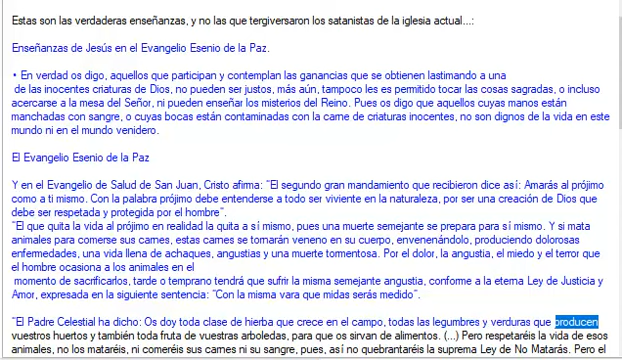 Estas son las verdaderas enseñanzas, y no las que tergiversaron los satanistas de la iglesia actual...:
Enseñanzas de Jesús en el Evangelio Esenio de la Paz.
• En verdad os digo, aquellos que participan y contemplan las ganancias que se obtienen lastimando a una
de las inocentes criaturas de Dios, no pueden ser justos, más aún, tampoco les es permitido tocar las cosas sagradas, o incluso
acercarse a la mesa del Señor, ni pueden enseñar los misterios del Reino. Pues os digo que aquellos cuyas manos están
manchadas con sangre, o cuyas bocas están contaminadas con la carne de criaturas inocentes, no son dignos de la vida en este
mundo ni en el mundo venidero.
El Evangelio Esenio de la Paz
Y en el Evangelio de Salud de San Juan, Cristo afirma: "El segundo gran mandamiento que recibieron dice así: Amarás al prójimo
como a ti mismo. Con la palabra prójimo debe entenderse a todo ser viviente en la naturaleza, por ser una creación de Dios que
debe ser respetada y protegida por el hombre".
"El que quita la vida al prójimo en realidad la quita a sí mismo, pues una muerte semejante se prepara para sí mismo. Y si mata
animales para comerse sus carnes, estas carnes se tornarán veneno en su cuerpo, envenenándolo, produciendo dolorosas
enfermedades, una vida llena de achaques, angustias y una muerte tormentosa. Por el dolor, la angustia, el miedo y el terror que
el hombre ocasiona a los animales en el
momento de sacrificarlos, tarde o temprano tendrá que sufrir la misma semejante angustia, conforme a la eterna Ley de Justicia y
Amor, expresada en la siguiente sentencia: "Con la misma vara que midas serás medido".
"El Padre Celestial ha dicho: Os doy toda clase de hierba que crece en el campo, todas las legumbres y verduras que producen
vuestros huertos y también toda fruta de vuestras arboledas, para que os sirvan de alimentos. (...) Pero respetaréis la vida de esos
animales, no los mataréis, ni comeréis sus carnes ni su sangre, pues, así no quebrantaréis la suprema Ley de No Matarás. Pero el